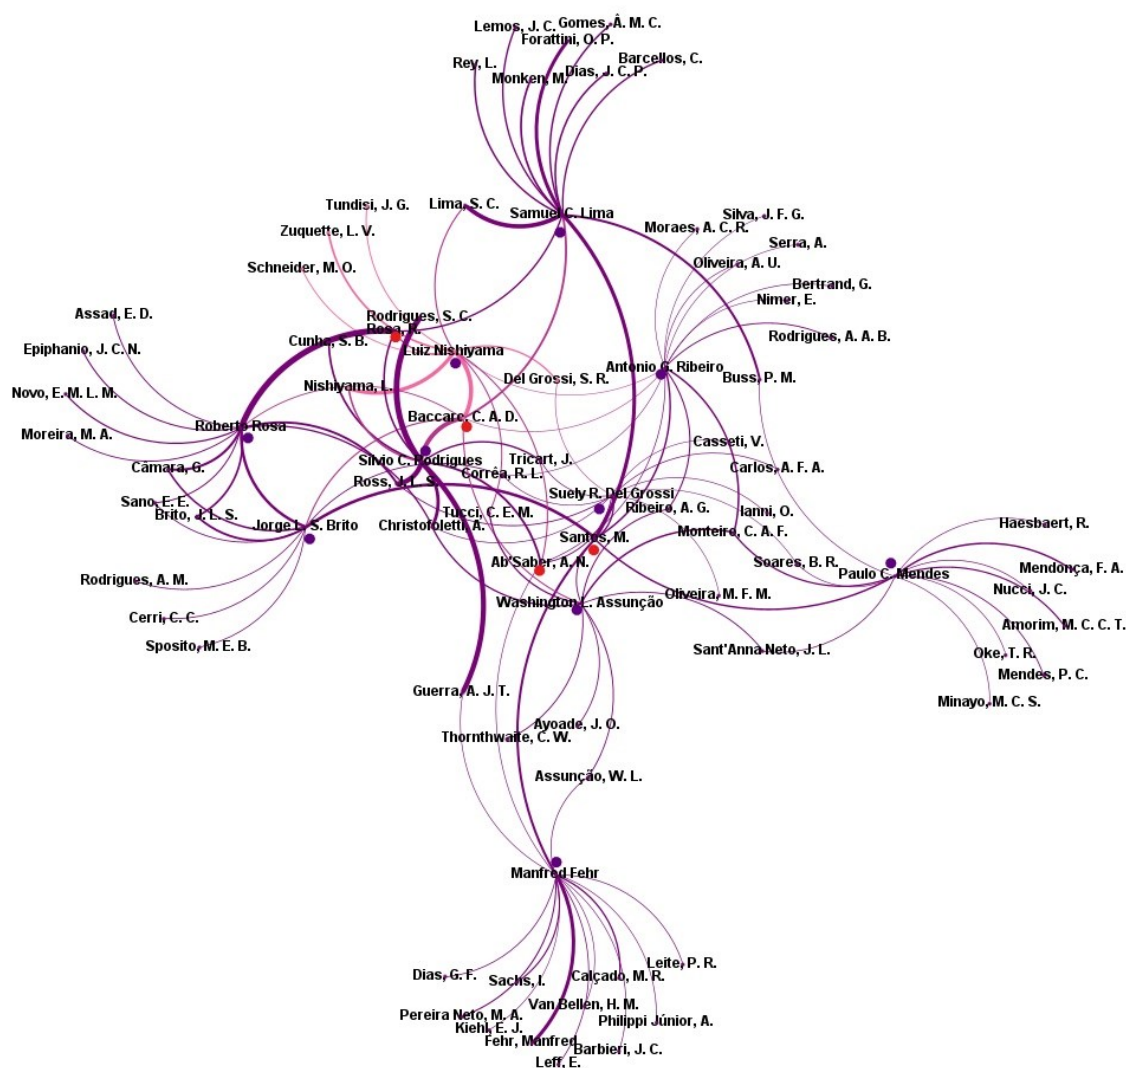 Lemos, J. C.
Gomes, Â. M. C.
Forattini, O. P.
Rey, L.
Monken, M.
Dias, J. C. P.
Barcellos, C.
Tundisi, J. G.
Lima, S. C.
Samuel C. Lima
Silva, J. F. G.
Moraes, A. C. R.
Zuquette, L. V.
Serra, A.
Schneider, M. O.
Oliveira, A. U.
Bertrand, G.
Nimer, E.
Assad, E. D.
Rodrigues, S. C.
Rosa, R.
Cunha, S. B.
Rodrigues, A. A. B.
Epiphanio, J. C. N.
Luiz Nishiyama
Antonio G. Ribeiro
Del Grossi, S. R.
Buss, P. M.
Nishiyama, L.
Novo, E. M. L. M.
Baccaro, C. A. D.
Roberto Rosa
Moreira, M. A.
Casseti, V.
Silvio C. Rodrigues
Tricart, J.
Câmara, G.
Carlos, A. F. A.
Corrêa, R. L.
Ross, J. L. S.
Suely R. Del Grossi
Sano, E. E.
Brito, J. L. S.
Ribeiro, A. G.
Tucci, C. E. M.
Ianni, O.
Jorge L. S. Brito
Christofoletti, A.
Haesbaert, R.
Monteiro, C. A. F.
Santos, M.
Ab'Saber, A. N.
Soares, B. R.
Mendonça, F. A.
Paulo C. Mendes
Rodrigues, A. M.
Nucci, J. C.
Oliveira, M. F. M.
Washington L. Assunção
Cerri, C. C.
Amorim, M. C. C. T.
Sposito, M. E. B.
Sant'Anna Neto, J. L.
Oke, T. R.
Mendes, P. C.
Guerra, A. J. T.
Minayo, M. C. S.
Ayoade, J. O.
Thornthwaite, C. W.
Assunção, W. L.
Manfred Fehr
Leite, P. R.
Dias, G. F.
Calçado, M. R.
Sachs, I.
Van Bellen, H. M.
Pereira Neto, M. A.
Philippi Júnior, A.
Kiehl, E. J.
Fehr, Manfred
Barbieri, J. C.
Leff, E.